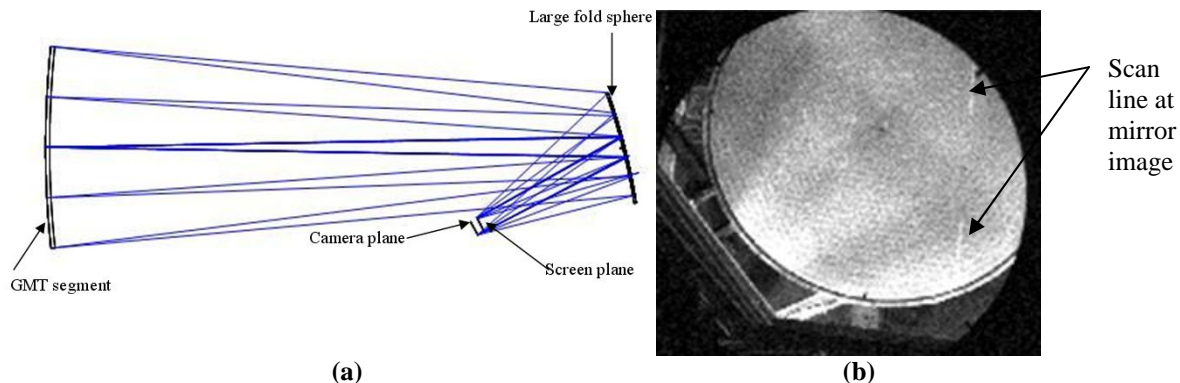 Large fold sphere
Camera plane
Screen plane
GMT segment
(a)
Scan
line at
mirror
image
(b)